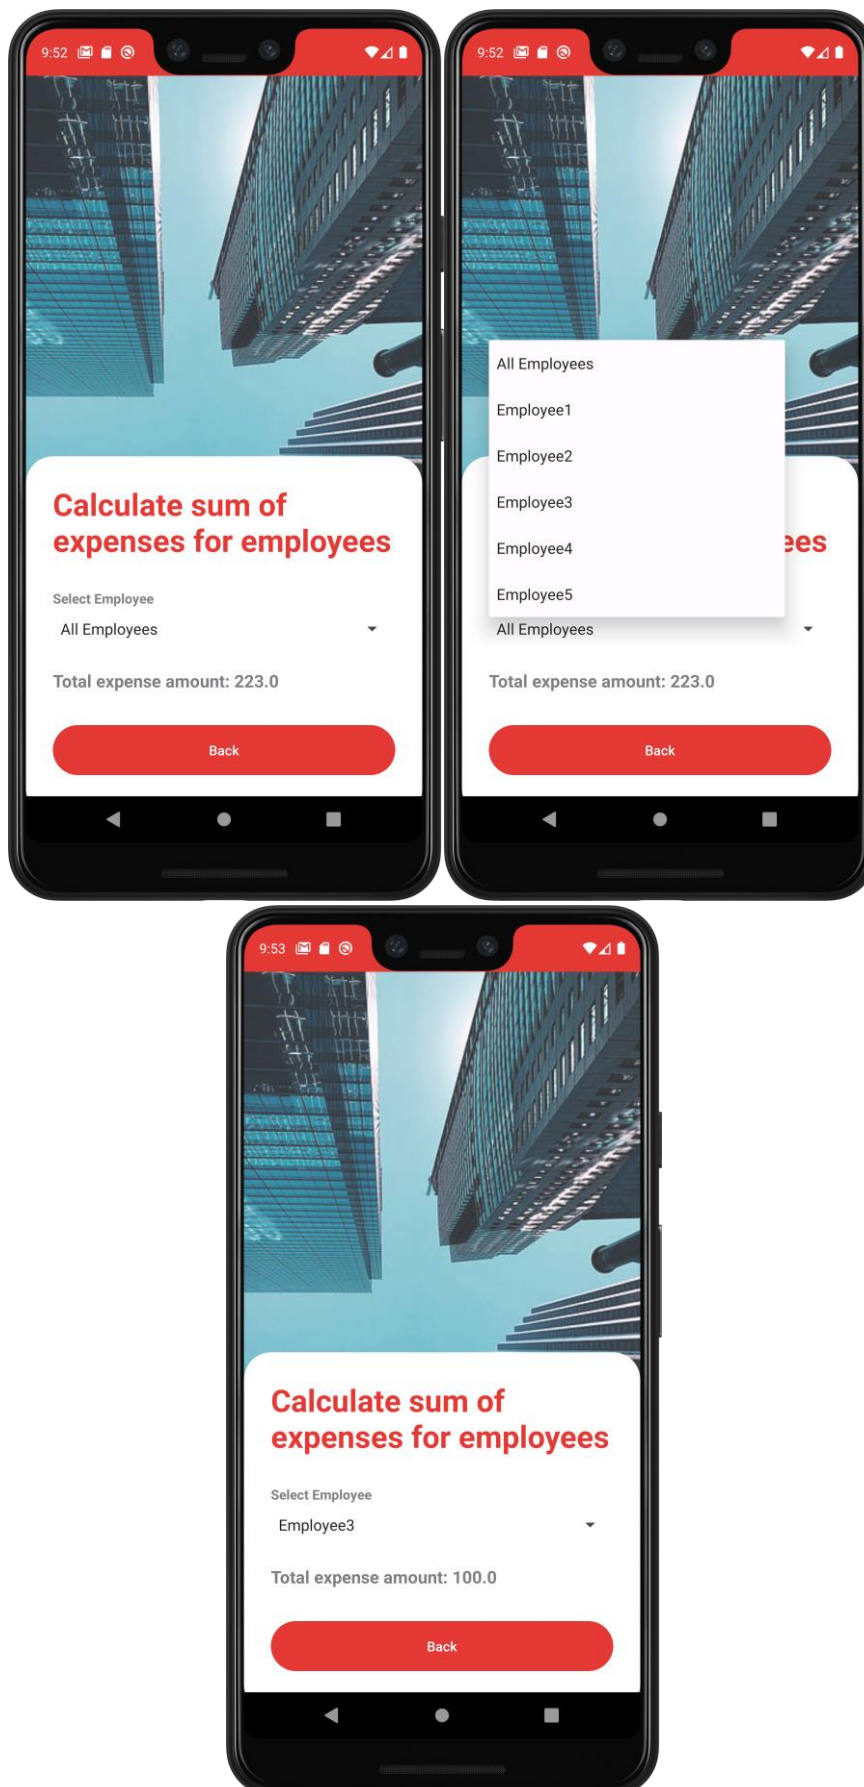 9:52
Calculate sum of
expenses for employees
Select Employee
All Employees
Total expense amount: 223.0
Back
9:52
All Employees
Employee1
Employee2
Employee3
Employee4
Employee5
ees
All Employees
Total expense amount: 223.0
Back
9:53
Calculate sum of
expenses for employees
Select Employee
Employee3
Total expense amount: 100.0
Back